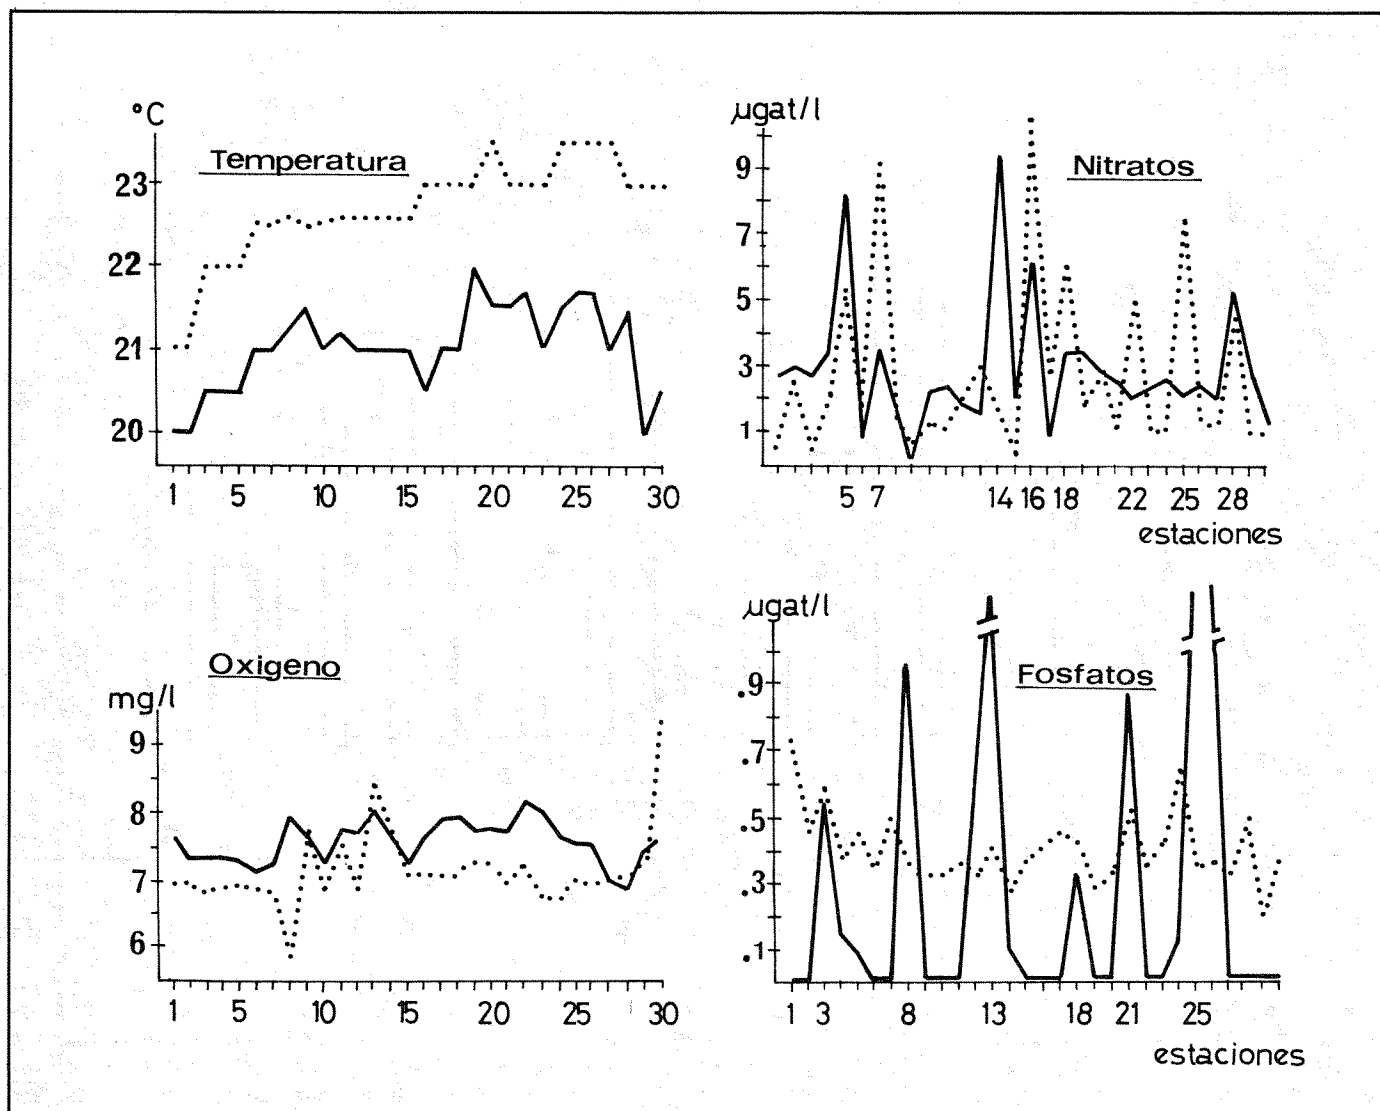 °C
Temperatura
23
22
21
20
1 5 10 15 20 25 30
µgat/l
Nitratos
9
7
5
3
1
5 7 14 16 18 22 25 28
estaciones
Oxigeno
mg/l
9
8
7
6
1 5 10 15 20 25 30
µgat/l
Fosfatos
.9
.7
.5
.3
.1
1 3 8 13 18 21 25
estaciones